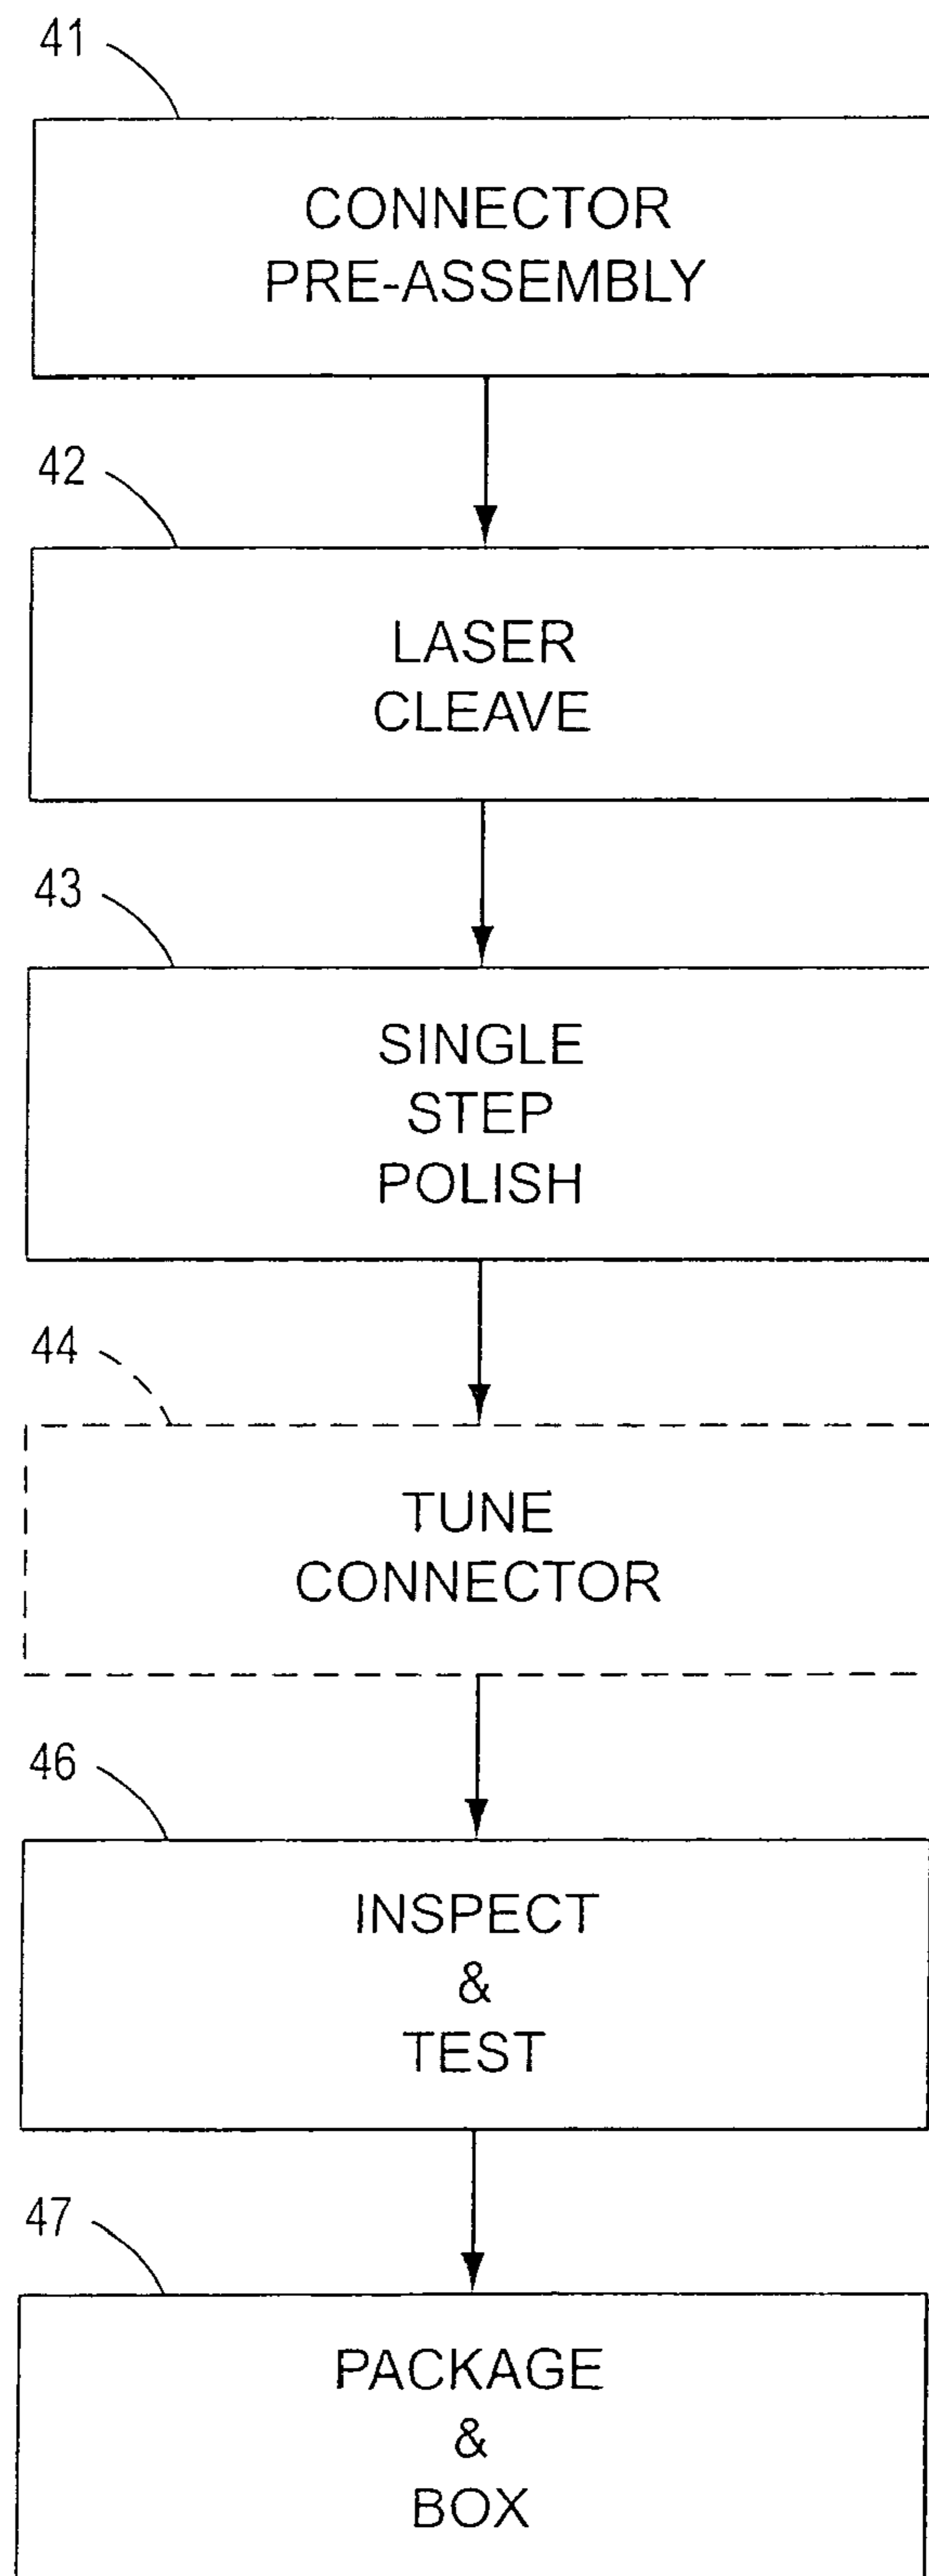 41
CONNECTOR
PRE-ASSEMBLY
42
LASER
CLEAVE
43
SINGLE
STEP
POLISH
44
TUNE
CONNECTOR
46
INSPECT
&
TEST
47
PACKAGE
&
BOX